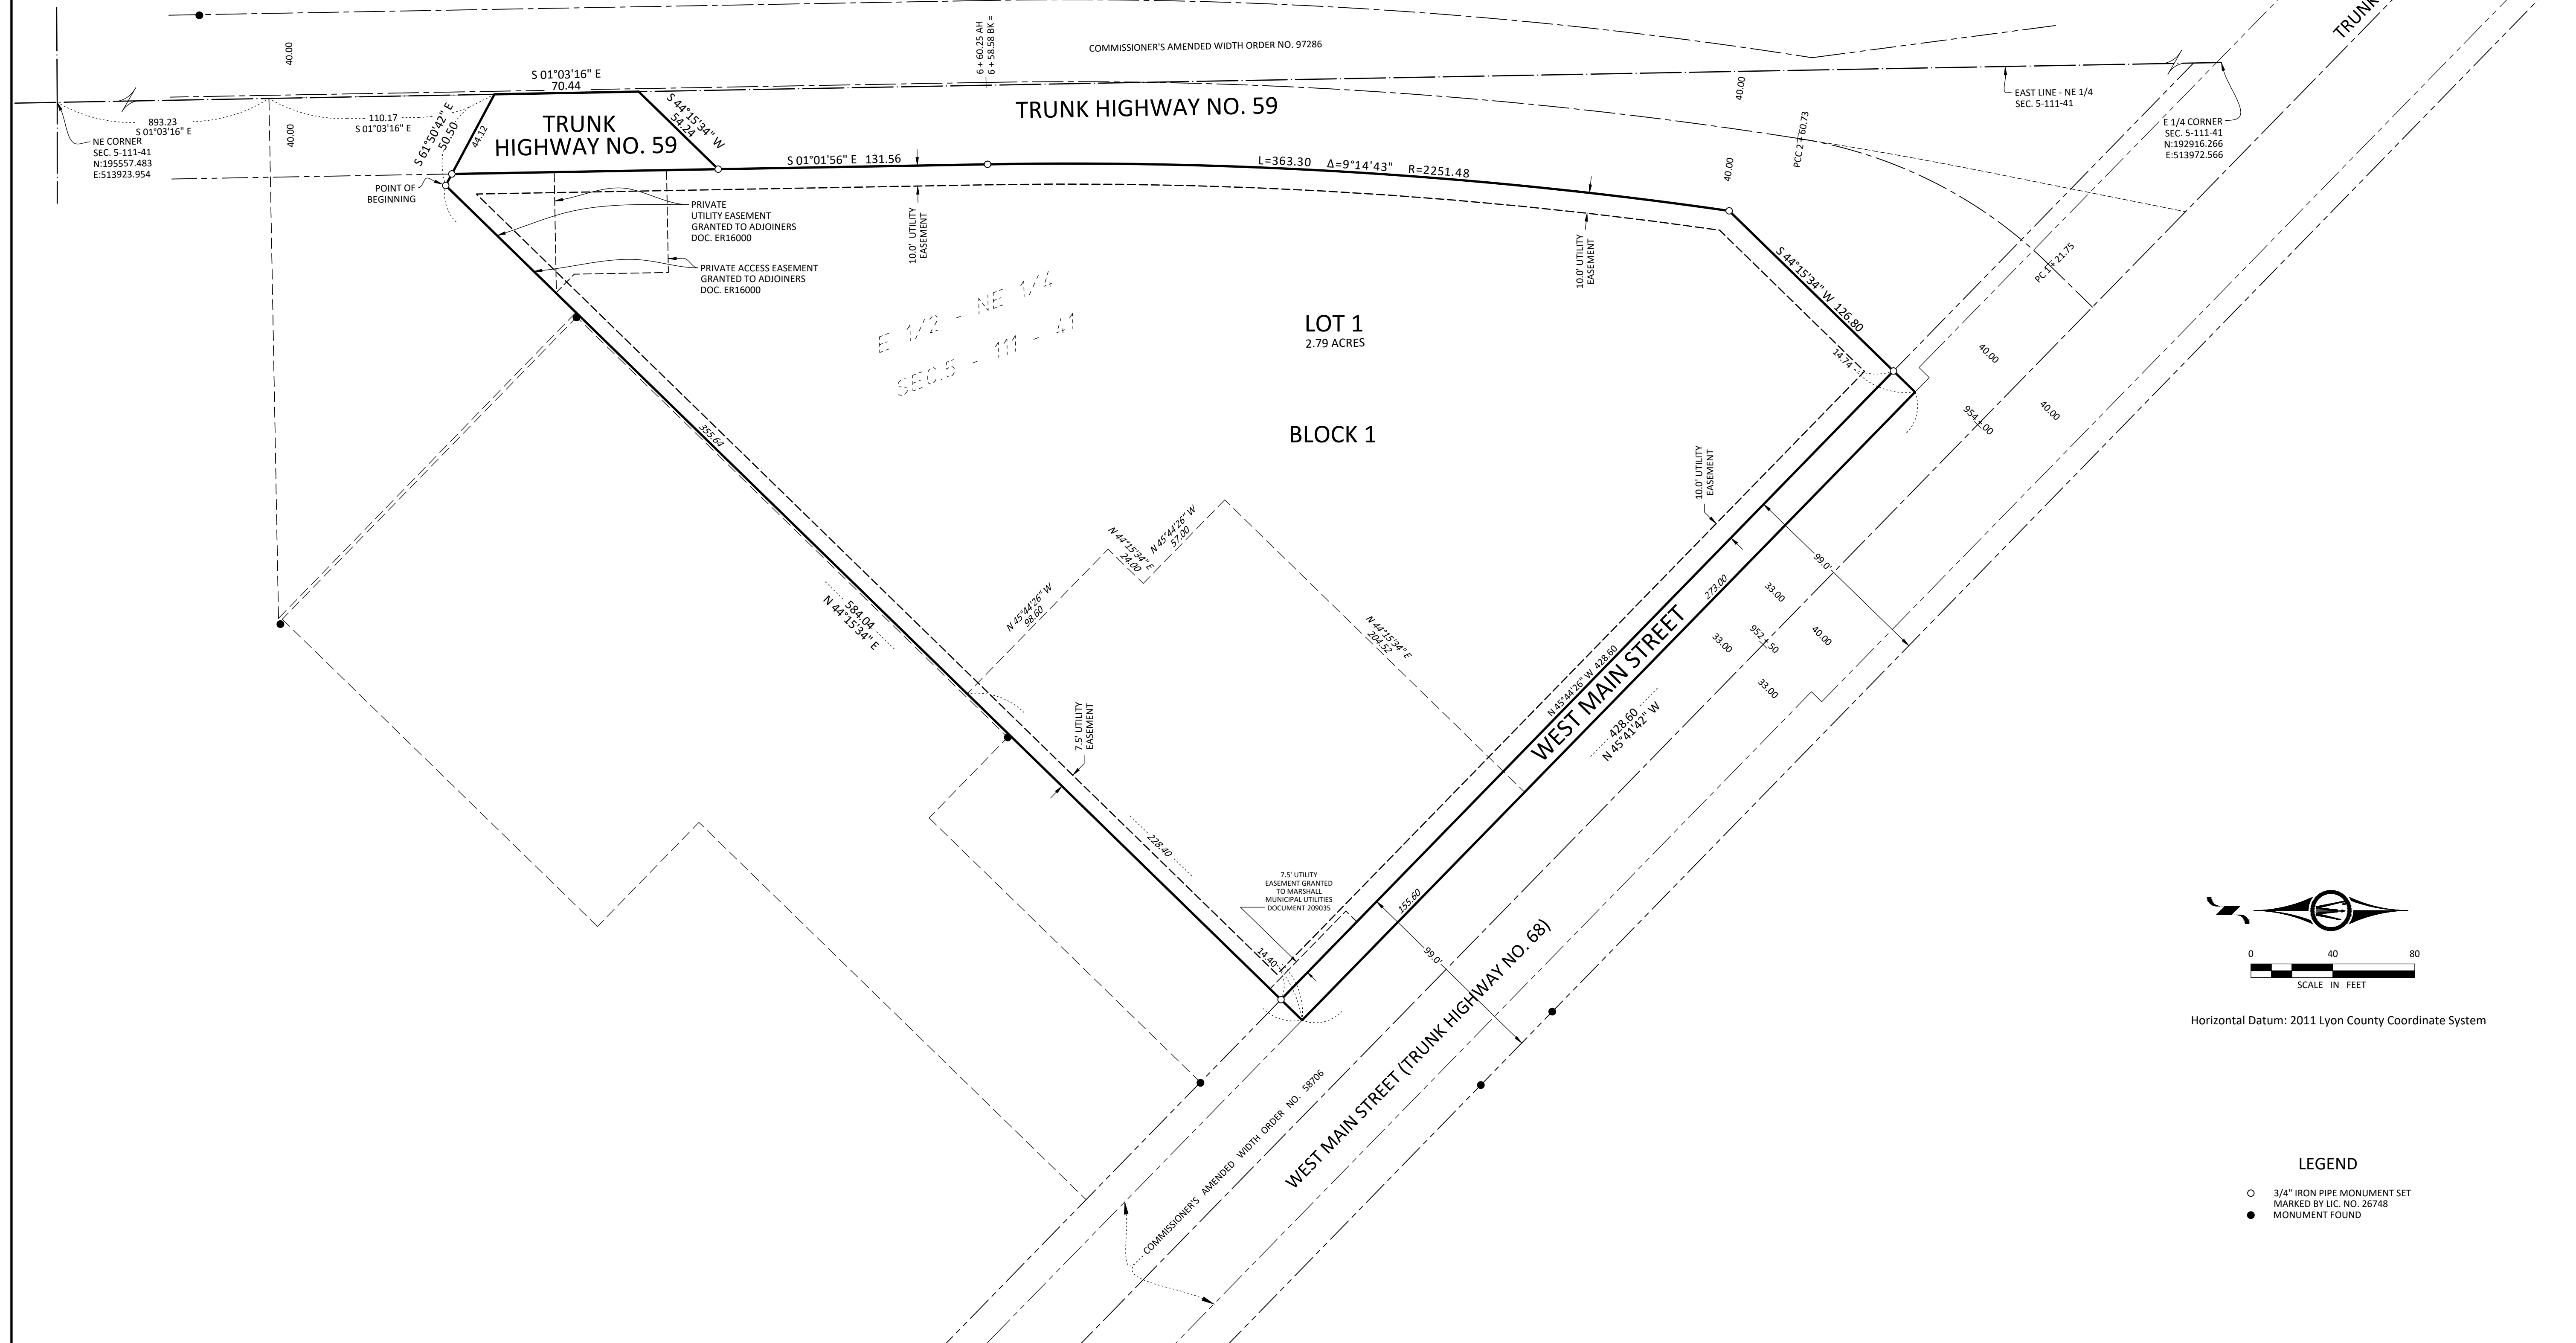 TRUNK
40.00
6 + 60.25 AH
6 + 58.58 BK =
COMMISSIONER'S AMENDED WIDTH ORDER NO. 97286
S 01°03'16" E
70.44
S 44°15'34" W
54.24
TRUNK HIGHWAY NO. 59
40.00
EAST LINE - NE 1/4
SEC. 5-111-41
893.23
S 01°03'16" E
40.00
110.17
S 01°03'16" E
S 61°50'42" E
50.50
44.12
TRUNK
HIGHWAY NO. 59
PCC 2 + 60.73
E 1/4 CORNER
SEC. 5-111-41
N:192916.266
E:513972.566
NE CORNER
SEC. 5-111-41
N:195557.483
E:513923.954
S 01°01'56" E 131.56
L=363.30 Δ=9°14'43" R=2251.48
40.00
POINT OF
BEGINNING
PRIVATE
UTILITY EASEMENT
GRANTED TO ADJOINERS
DOC. ER16000
10.0' UTILITY
EASEMENT
10.0' UTILITY
EASEMENT
PRIVATE ACCESS EASEMENT
GRANTED TO ADJOINERS
DOC. ER16000
S 44°15'34" W 126.80
PC 1 + 21.75
E 1/2 - NE 1/4
SEC.5 - 111 - 41
LOT 1
2.79 ACRES
14.74
40.00
40.00
954 + 00
355.64
BLOCK 1
10.0' UTILITY
EASEMENT
N 44°15'34" E
24.00
N 45°44'26" W
57.00
N 45°44'26" W
98.60
584.04
N 44°15'34" E
N 44°15'34" E
204.52
99.0'
273.00
33.00
33.00
952 + 50
40.00
33.00
N 45°44'26" W 428.60
WEST MAIN STREET
428.60
N 45°41'42" W
7.5' UTILITY
EASEMENT
228.40
7.5' UTILITY
EASEMENT GRANTED
TO MARSHALL
MUNICIPAL UTILITIES
DOCUMENT 209035
155.60
14.40
99.0'
WEST MAIN STREET (TRUNK HIGHWAY NO. 68)
COMMISSIONER'S AMENDED WIDTH ORDER NO. 58706
0 40 80
SCALE IN FEET
Horizontal Datum: 2011 Lyon County Coordinate System
LEGEND
3/4" IRON PIPE MONUMENT SET
MARKED BY LIC. NO. 26748
MONUMENT FOUND